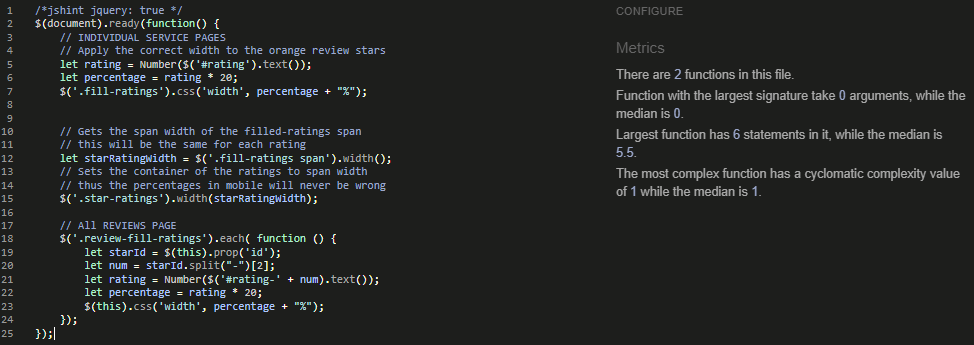 1 /*jshint jquery: true */
2 $(document).ready(function() {
3 // INDIVIDUAL SERVICE PAGES
4 // Apply the correct width to the orange review stars
5 let rating = Number($('#rating').text());
6 let percentage = rating * 20;
7 $('.fill-ratings').css('width', percentage + "%");
8
9
10 // Gets the span width of the filled-ratings span
11 // this will be the same for each rating
12 let starRatingWidth = $('.fill-ratings span').width();
13 // Sets the container of the ratings to span width
14 // thus the percentages in mobile will never be wrong
15 $('.star-ratings').width(starRatingWidth);
16
17 // All REVIEWS PAGE
18 $('.review-fill-ratings').each( function () {
19 let starId = $(this).prop('id');
20 let num = starId.split("-")[2];
21 let rating = Number($('#rating-' + num).text());
22 let percentage = rating * 20;
23 $(this).css('width', percentage + "%");
24 });
25 });
CONFIGURE
Metrics
There are 2 functions in this file.
Function with the largest signature take 0 arguments, while the
median is 0.
Largest function has 6 statements in it, while the median is
5.5.
The most complex function has a cyclomatic complexity value
of 1 while the median is 1.